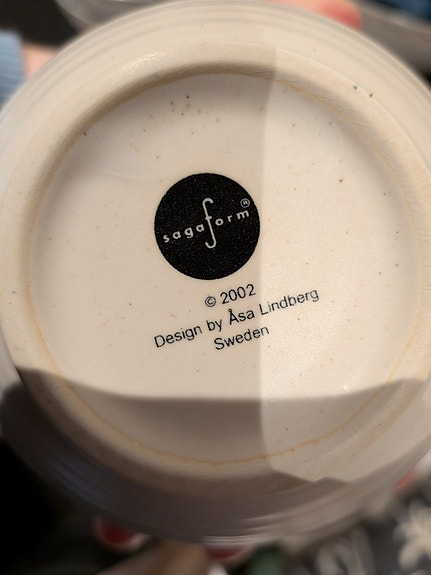 sagaform®
© 2002
Design by Åsa Lindberg
Sweden